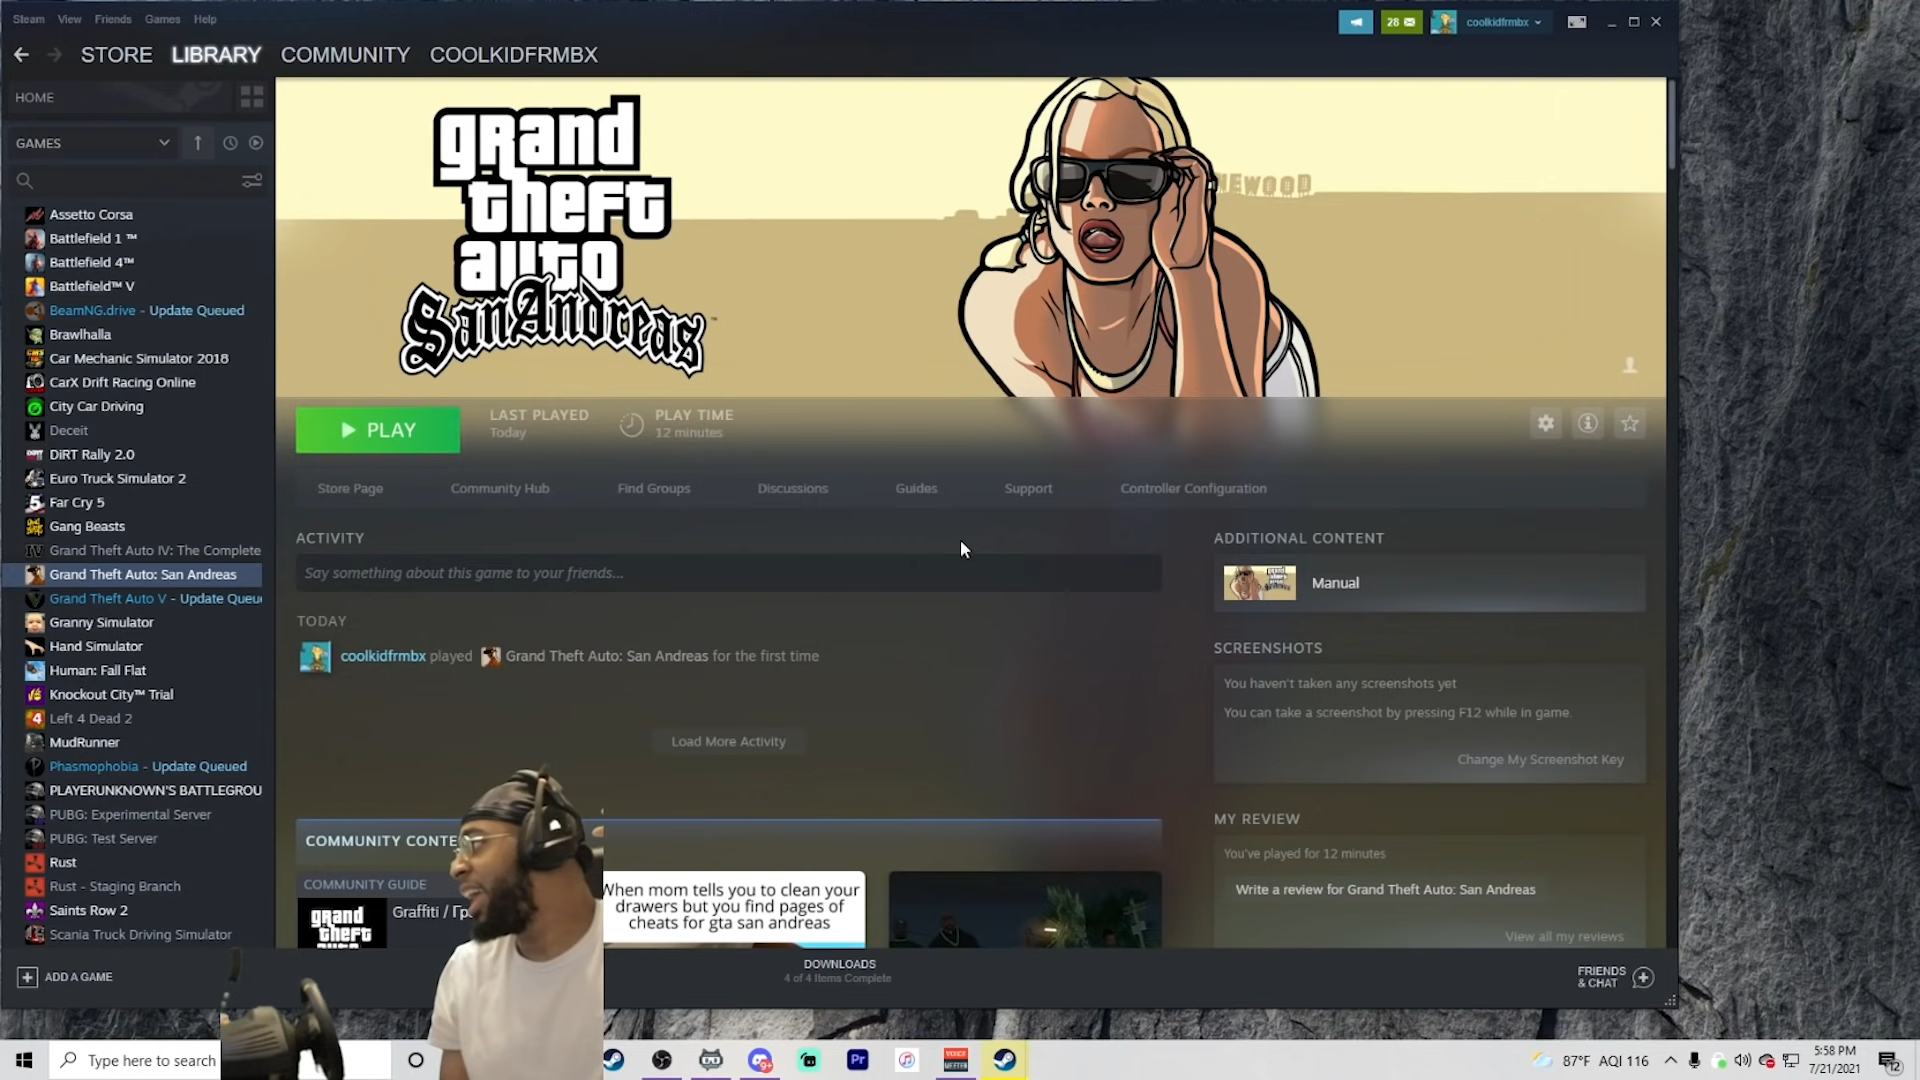 Steam View Friends Games Help
28
coolkidfrmbx
STORE LIBRARY COMMUNITY COOLKIDFRMBX
HOME
GAMES
Assetto Corsa
Battlefield 1 ™
Battlefield 4™
Battlefield™ V
BeamNG.drive - Update Queued
Brawlhalla
Car Mechanic Simulator 2018
CarX Drift Racing Online
City Car Driving
Deceit
DiRT Rally 2.0
Euro Truck Simulator 2
Far Cry 5
Gang Beasts
Grand Theft Auto IV: The Complete
Grand Theft Auto: San Andreas
Grand Theft Auto V - Update Queu
Granny Simulator
Hand Simulator
Human: Fall Flat
Knockout City™ Trial
Left 4 Dead 2
MudRunner
Phasmophobia - Update Queued
PLAYERUNKNOWN'S BATTLEGROU
PUBG: Experimental Server
PUBG: Test Server
Rust
Rust - Staging Branch
Saints Row 2
Scania Truck Driving Simulator
ADD A GAME
grand
theft
auto
San Andreas ™
PLAY
LAST PLAYED
Today
PLAY TIME
12 minutes
Store Page Community Hub Find Groups Discussions Guides Support Controller Configuration
ACTIVITY
Say something about this game to your friends...
TODAY
coolkidfrmbx played Grand Theft Auto: San Andreas for the first time
Load More Activity
COMMUNITY CONTE
COMMUNITY GUIDE
grand
theft
Graffiti / Гр
When mom tells you to clean your
drawers but you find pages of
cheats for gta san andreas
ADDITIONAL CONTENT
Manual
SCREENSHOTS
You haven't taken any screenshots yet
You can take a screenshot by pressing F12 while in game.
Change My Screenshot Key
MY REVIEW
You've played for 12 minutes
Write a review for Grand Theft Auto: San Andreas
View all my reviews
DOWNLOADS
4 of 4 Items Complete
FRIENDS
& CHAT
Type here to search
9+
Pr
VOICE
MEETER
87°F AQI 116
5:58 PM
7/21/2021
12